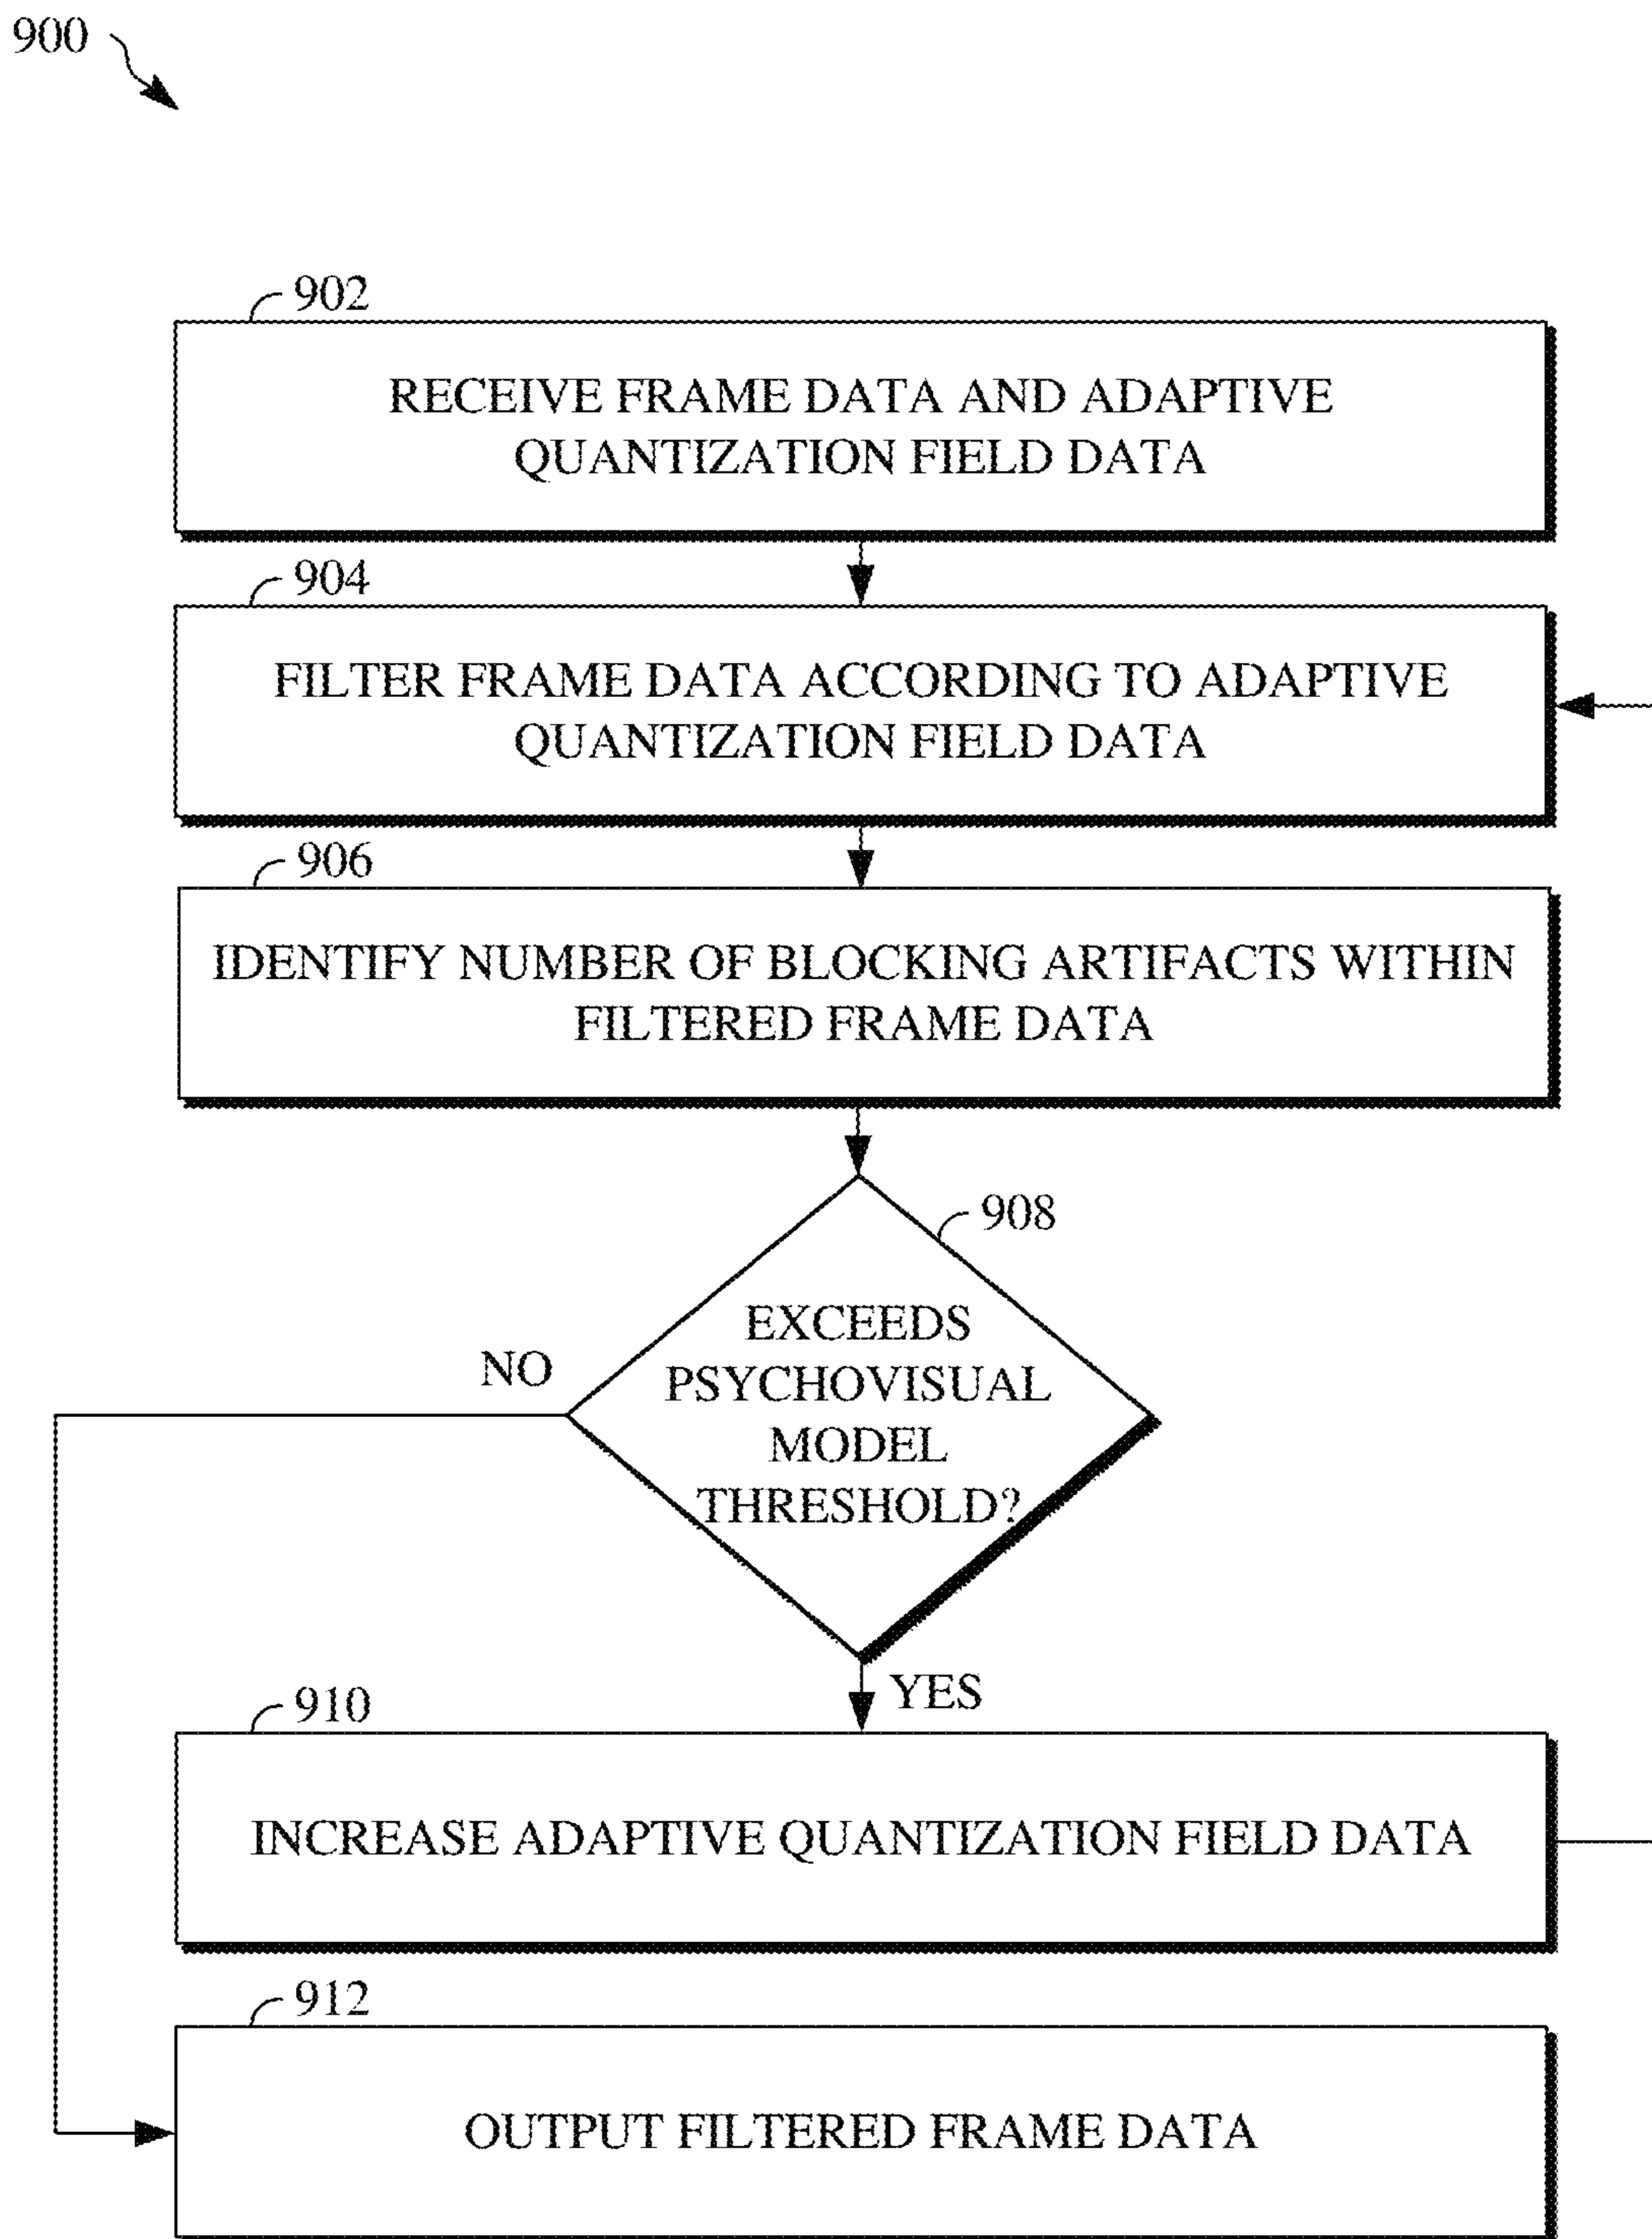 900
902
RECEIVE FRAME DATA AND ADAPTIVE
QUANTIZATION FIELD DATA
904
FILTER FRAME DATA ACCORDING TO ADAPTIVE
QUANTIZATION FIELD DATA
906
IDENTIFY NUMBER OF BLOCKING ARTIFACTS WITHIN
FILTERED FRAME DATA
908
EXCEEDS
PSYCHOVISUAL
MODEL
THRESHOLD?
NO
YES
910
INCREASE ADAPTIVE QUANTIZATION FIELD DATA
912
OUTPUT FILTERED FRAME DATA